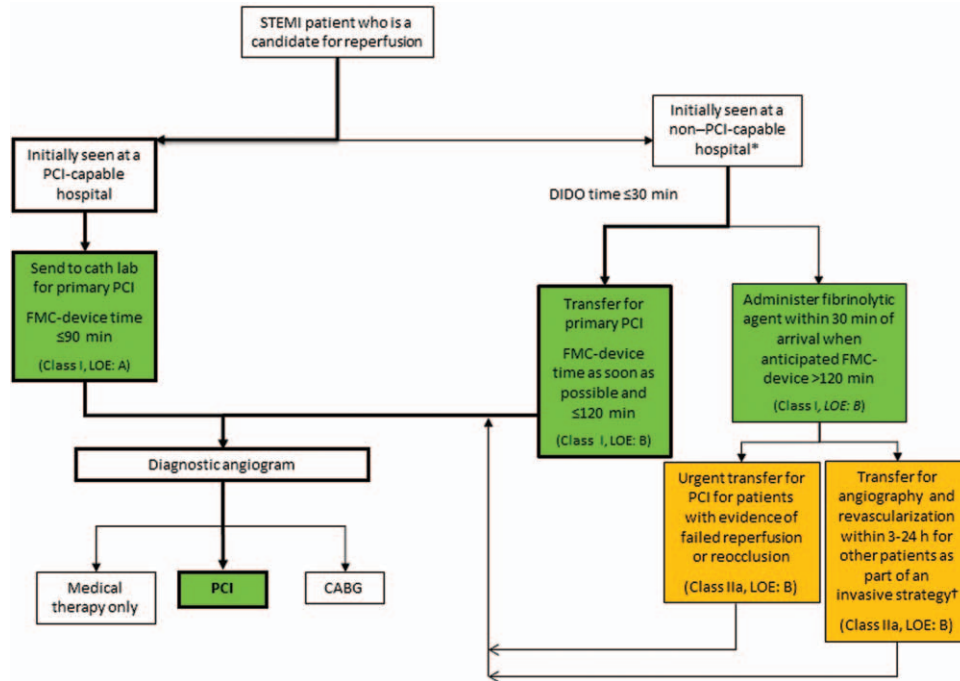 STEMI patient who is a
candidate for reperfusion
Initially seen at a
PCI-capable
hospital
Initially seen at a
non–PCI-capable
hospital*
DIDO time ≤30 min
Send to cath lab
for primary PCI
FMC-device time
≤90 min
(Class I, LOE: A)
Transfer for
primary PCI
FMC-device
time as soon as
possible and
≤120 min
(Class I, LOE: B)
Administer fibrinolytic
agent within 30 min of
arrival when
anticipated FMC-
device >120 min
(Class I, LOE: B)
Diagnostic angiogram
Medical
therapy only
PCI
CABG
Urgent transfer for
PCI for patients
with evidence of
failed reperfusion
or reocclusion
(Class IIa, LOE: B)
Transfer for
angiography and
revascularization
within 3-24 h for
other patients as
part of an
invasive strategy†
(Class IIa, LOE: B)